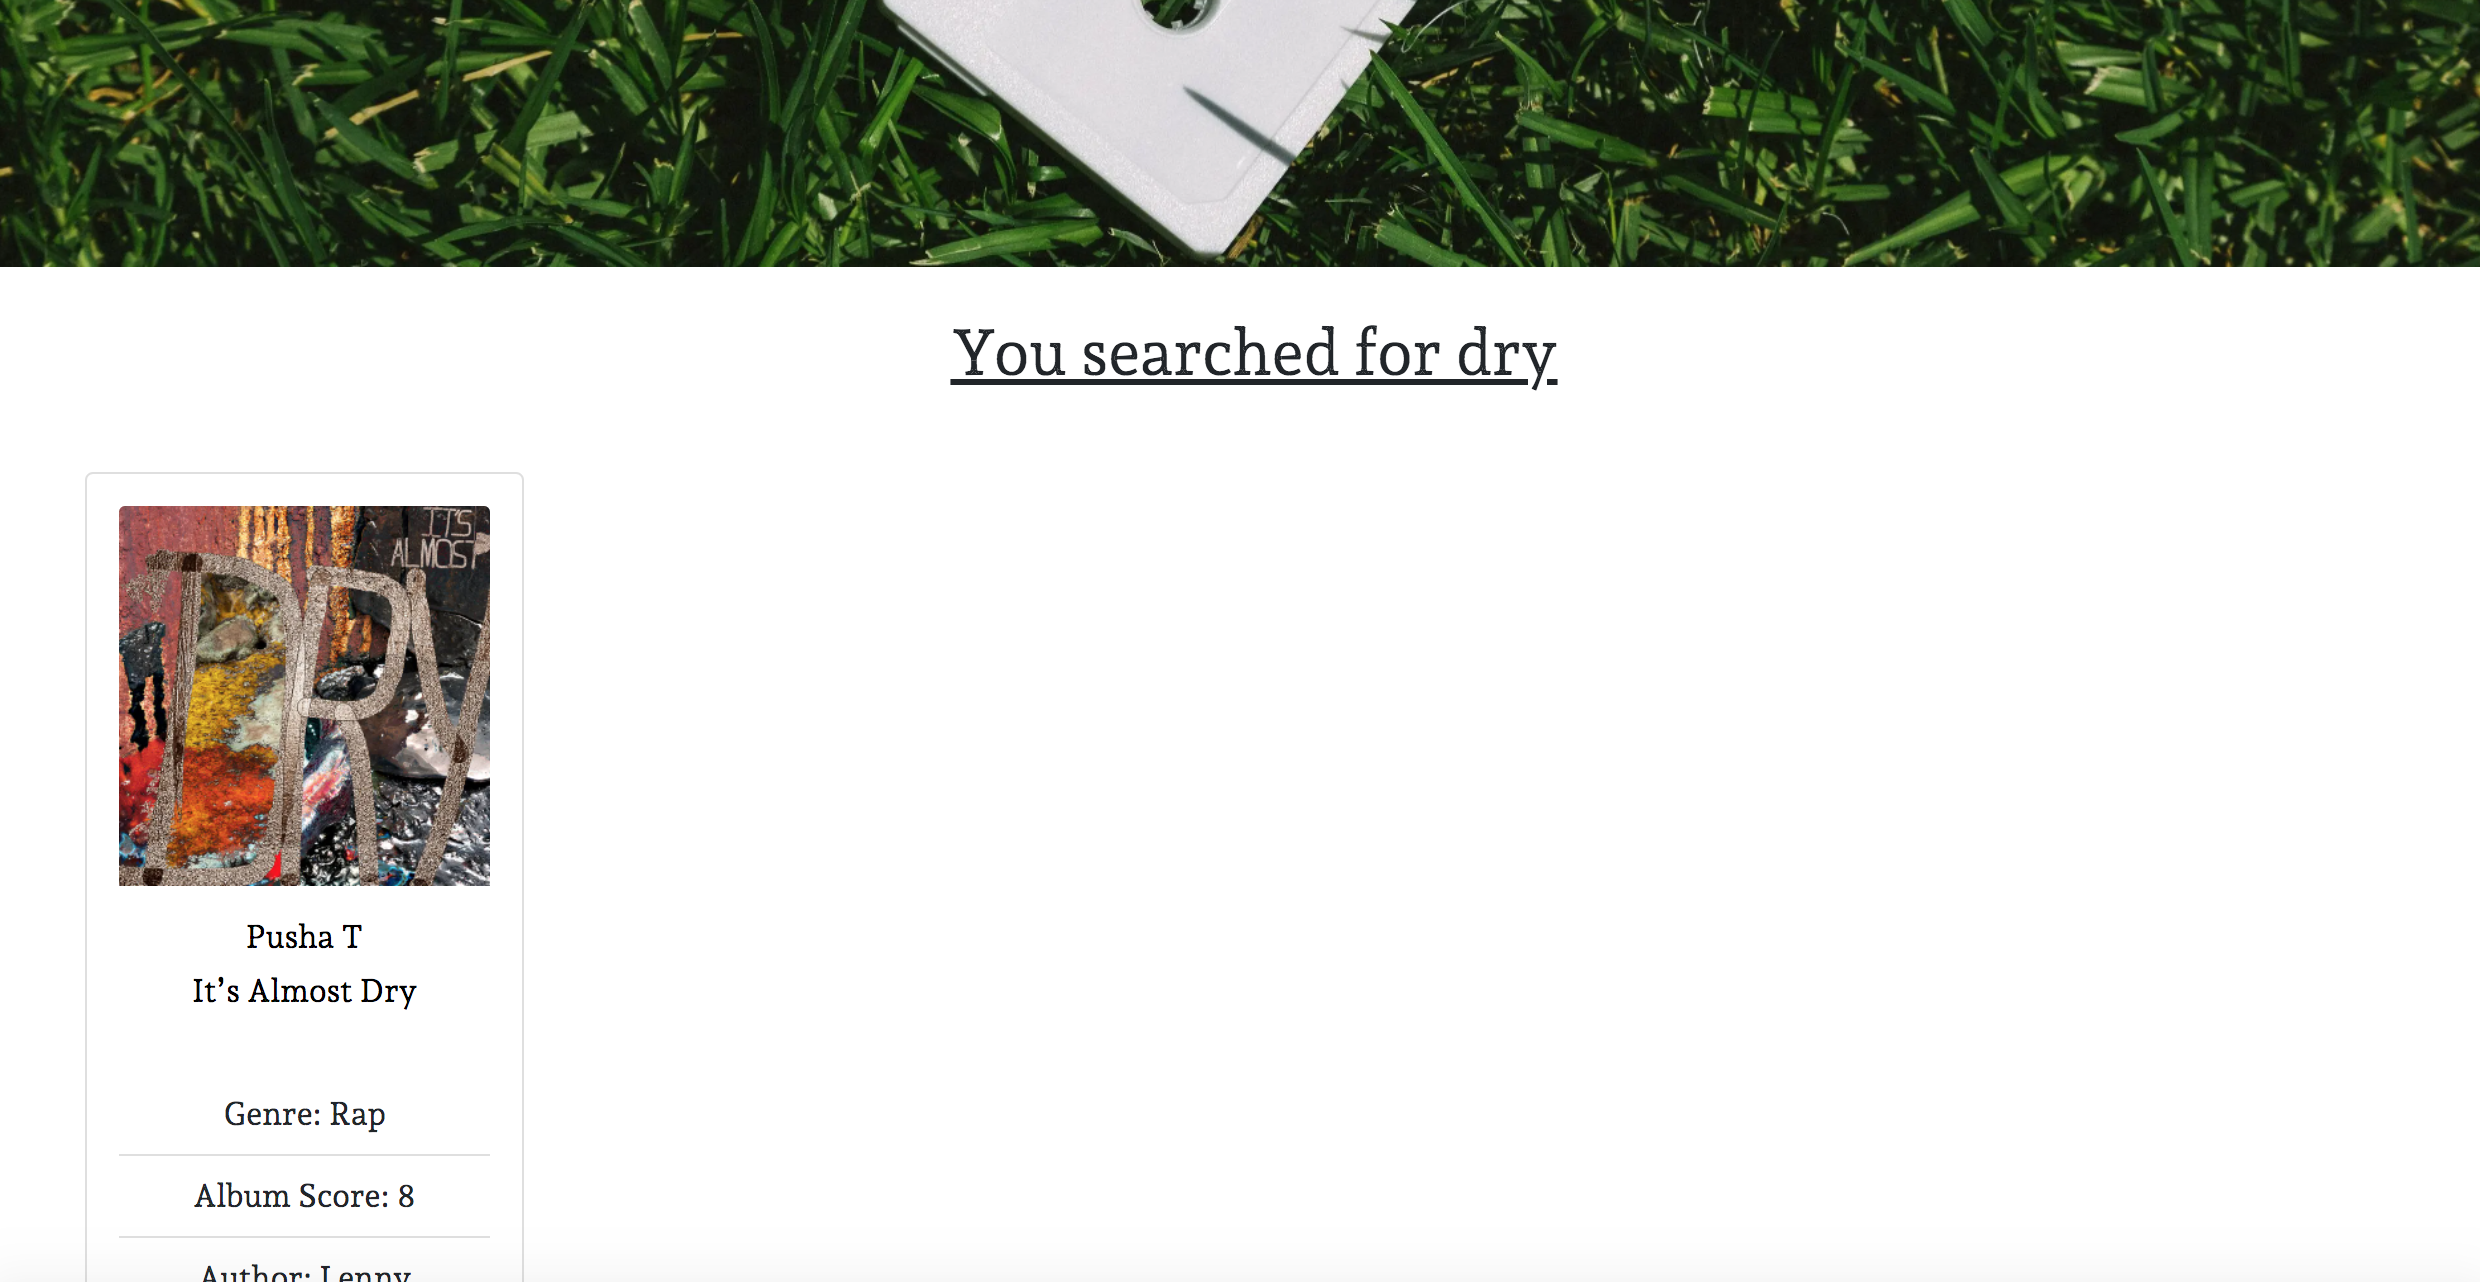 You searched for dry
IT'S
ALMOST
DRY
Pusha T
It’s Almost Dry
Genre: Rap
Album Score: 8
Author: Lenny